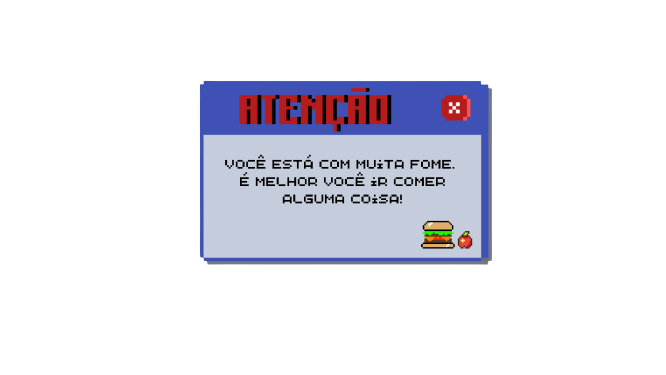 ATENÇÃO
VOCÊ ESTÁ COM MUiTA FOME.
É MELHOR VOCÊ iR COMER
ALGUMA COiSA!